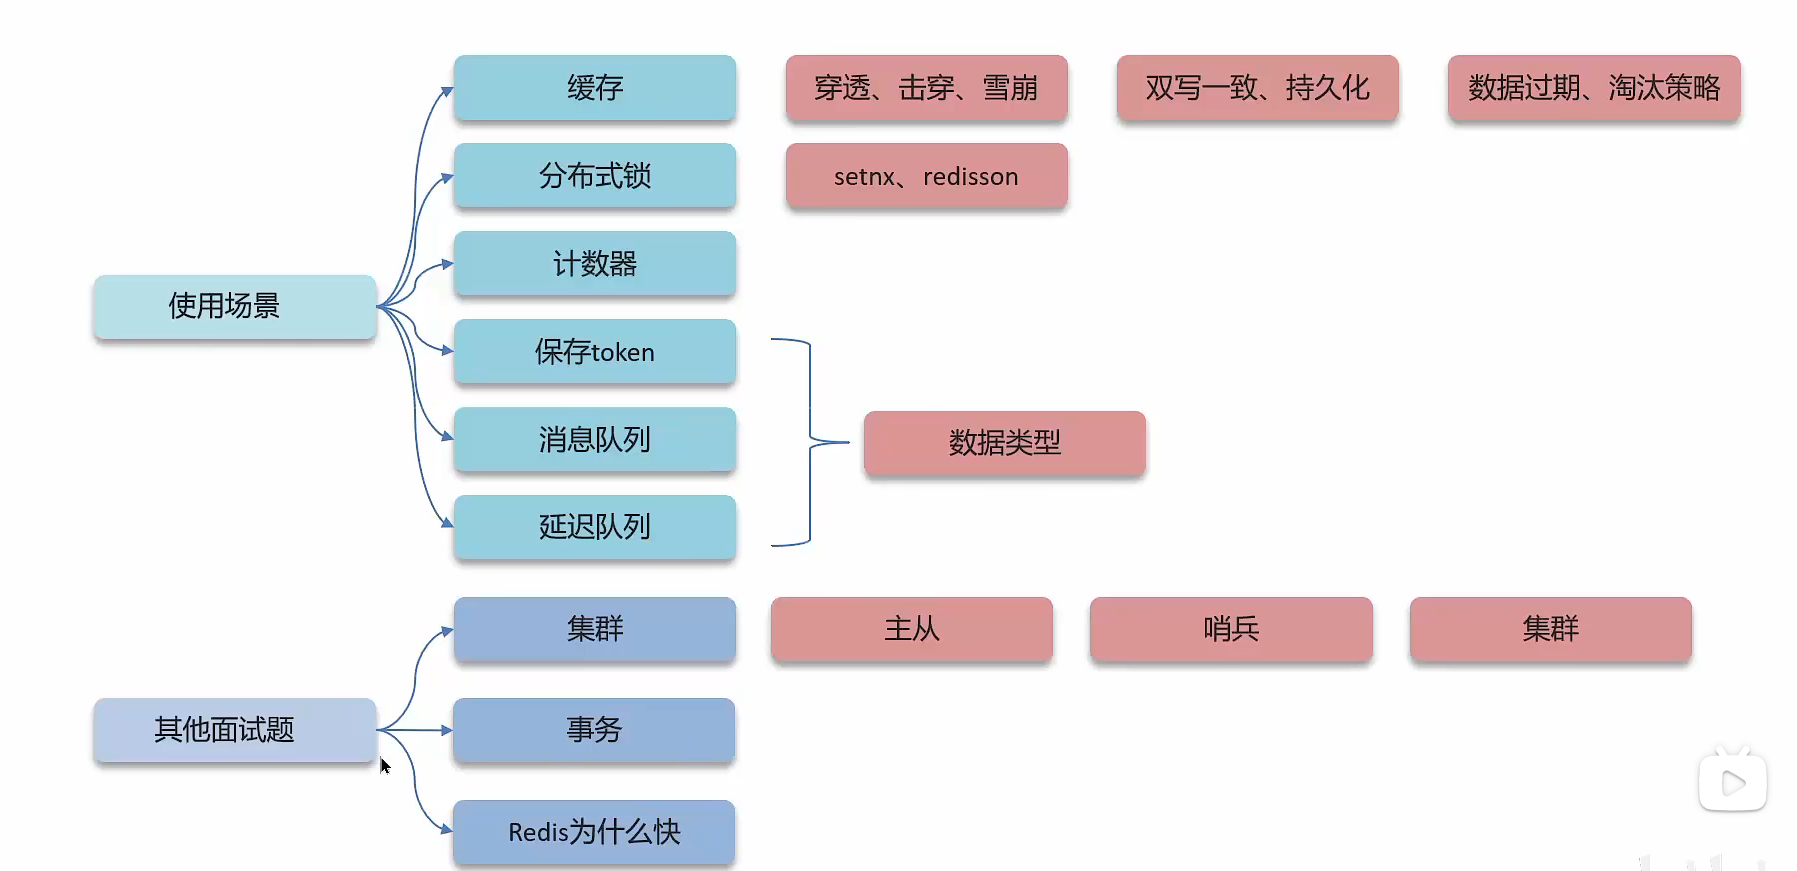 缓存
穿透、击穿、雪崩
双写一致、持久化
数据过期、淘汰策略
分布式锁
setnx、redisson
计数器
使用场景
保存token
消息队列
数据类型
延迟队列
集群
主从
哨兵
集群
其他面试题
事务
Redis为什么快